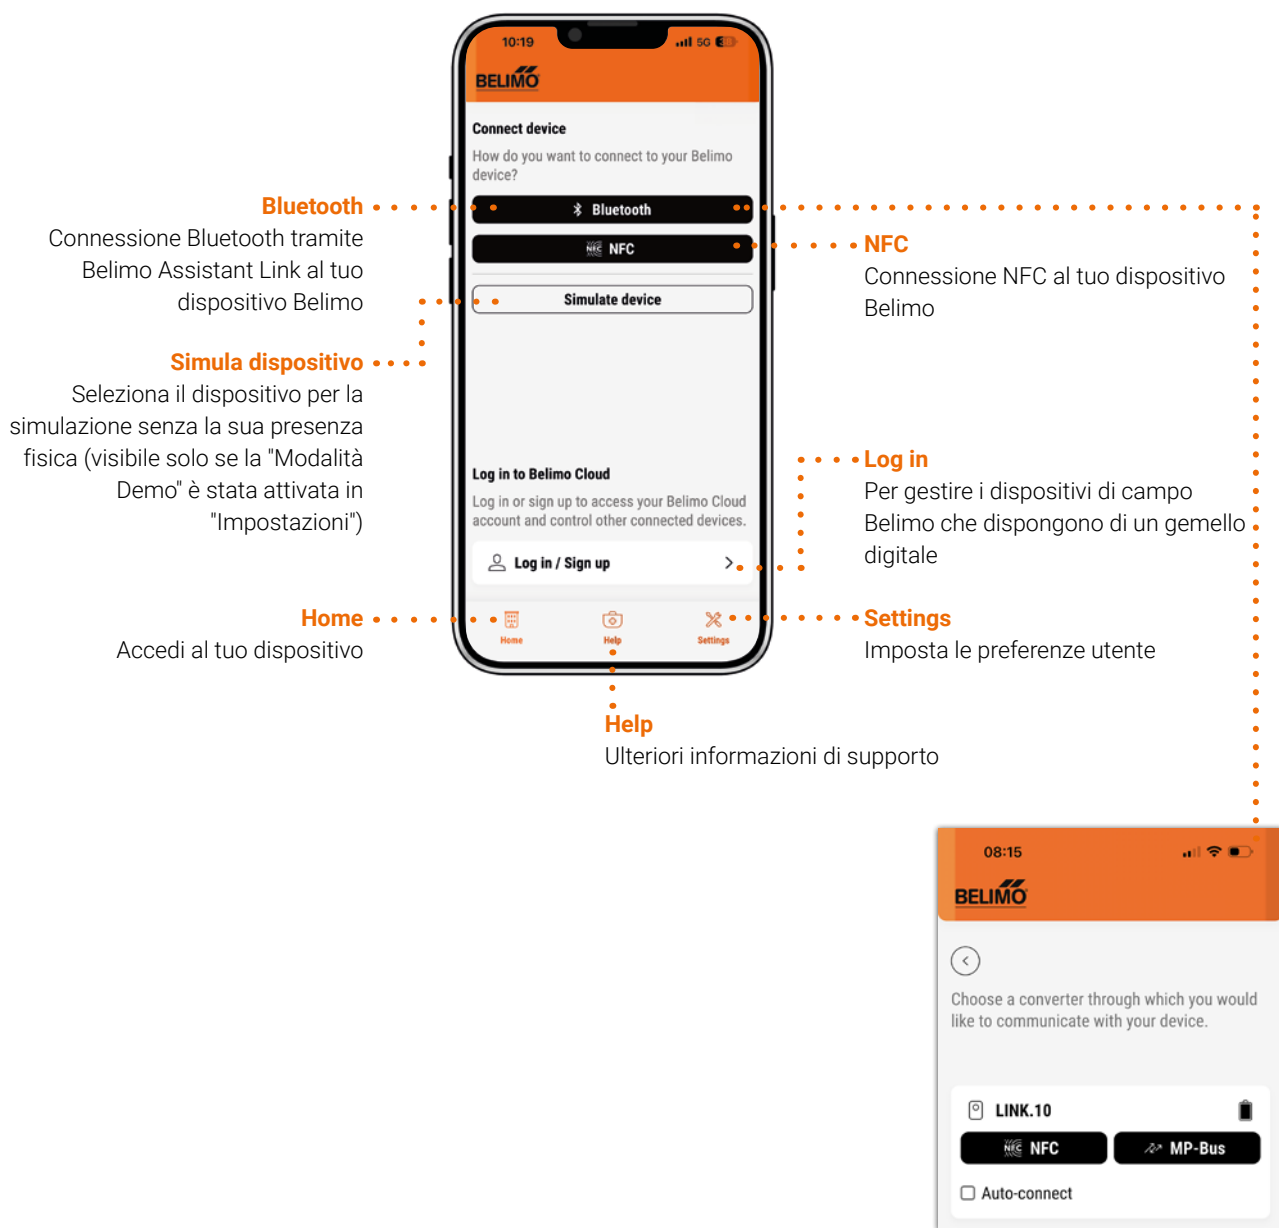 10:19
5G
BELIMO
Connect device
How do you want to connect to your Belimo
device?
Bluetooth
NFC
Simulate device
Log in to Belimo Cloud
Log in or sign up to access your Belimo Cloud
account and control other connected devices.
Log in / Sign up
Home
Help
Settings
Bluetooth
Connessione Bluetooth tramite
Belimo Assistant Link al tuo
dispositivo Belimo
Simula dispositivo
Seleziona il dispositivo per la
simulazione senza la sua presenza
fisica (visibile solo se la "Modalità
Demo" è stata attivata in
"Impostazioni")
Home
Accedi al tuo dispositivo
NFC
Connessione NFC al tuo dispositivo
Belimo
Log in
Per gestire i dispositivi di campo
Belimo che dispongono di un gemello
digitale
Settings
Imposta le preferenze utente
Help
Ulteriori informazioni di supporto
08:15
BELIMO
Choose a converter through which you would
like to communicate with your device.
LINK.10
NFC NFC
MP-Bus
Auto-connect